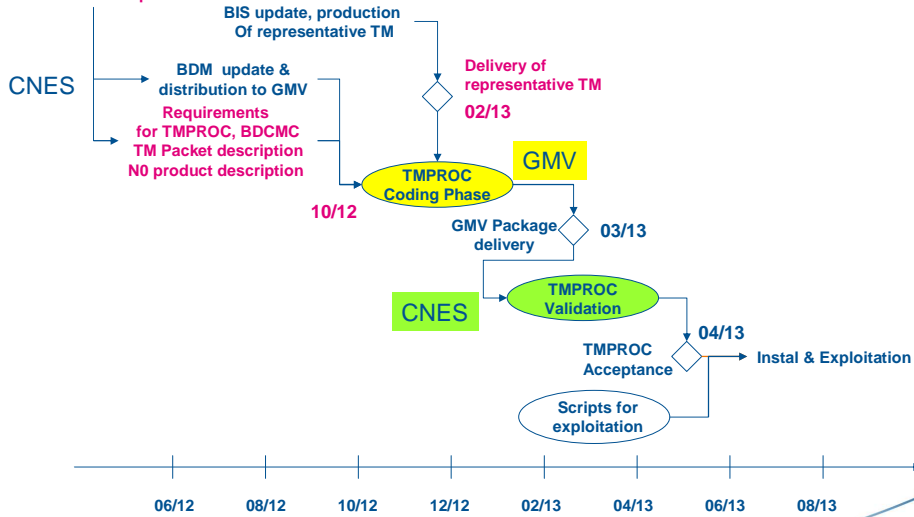 BIS update, production
Of representative TM
CNES
BDM update &
distribution to GMV
Delivery of
representative TM
02/13
Requirements
for TMPROC, BDCMC
TM Packet description
N0 product description
10/12
TMPROC
Coding Phase
GMV
GMV Package
delivery
03/13
CNES
TMPROC
Validation
04/13
TMPROC
Acceptance
Instal & Exploitation
Scripts for
exploitation
06/12 08/12 10/12 12/12 02/13 04/13 06/13 08/13